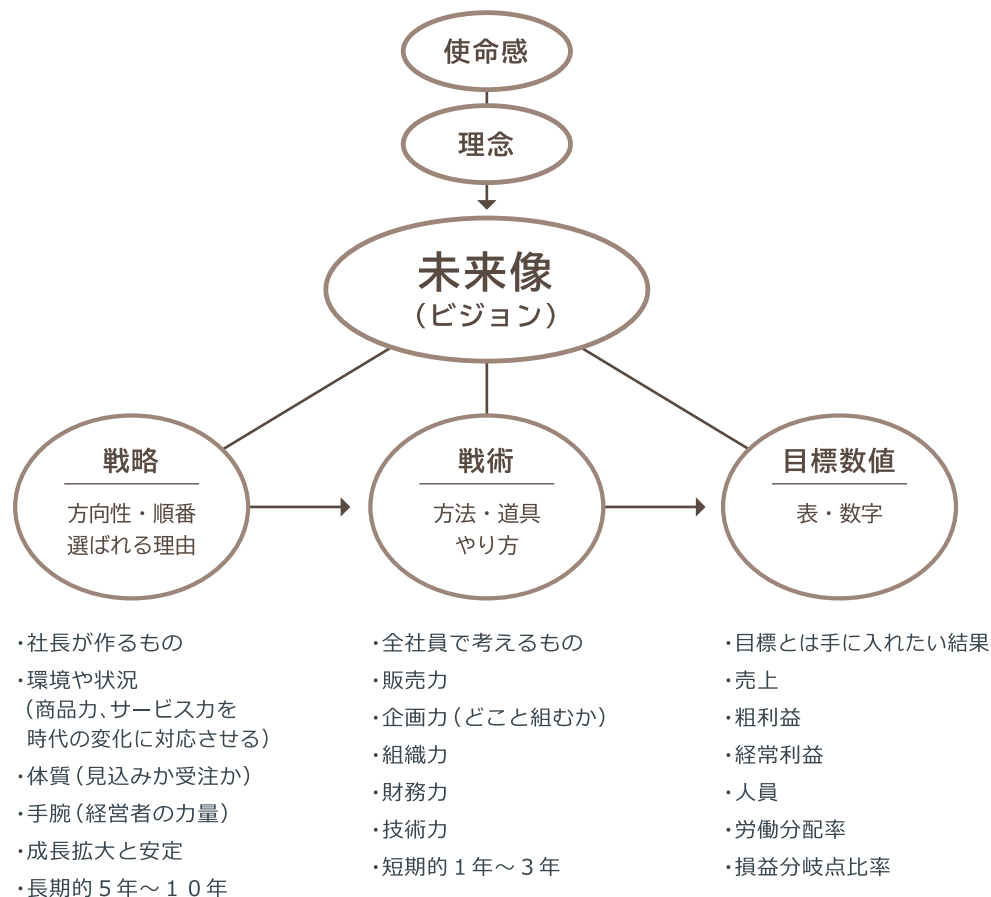 使命感
理念
未来像
（ビジョン）
戦略
方向性・順番
選ばれる理由
戦術
方法・道具
やり方
目標数値
表・数字
・社長が作るもの
・環境や状況
（商品力、サービス力を
時代の変化に対応させる）
・体質（見込みか受注か）
・手腕（経営者の力量）
・成長拡大と安定
・長期的５年～１０年
・全社員で考えるもの
・販売力
・企画力（どこと組むか）
・組織力
・財務力
・技術力
・短期的１年～３年
・目標とは手に入れたい結果
・売上
・粗利益
・経常利益
・人員
・労働分配率
・損益分岐点比率